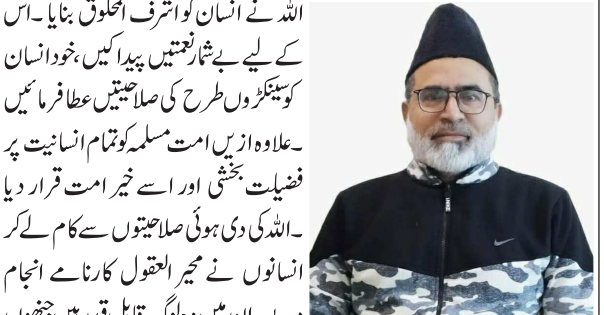 اللہ نے انسان کو اشرف المخلوق بنایا ۔اس
کے لیے بے شمار نعمتیں پیدا کیں ،خود انسان
کو سینکڑوں طرح کی صلاحیتیں عطا فرمائیں
۔علاوہ ازیں امت مسلمہ کو تمام انسانیت پر
فضیلت بخشی اور اسے خیر امت قرار دیا
۔اللہ کی دی ہوئی صلاحیتوں سے کام لے کر
انسانوں نے محیر العقول کارنامے انجام